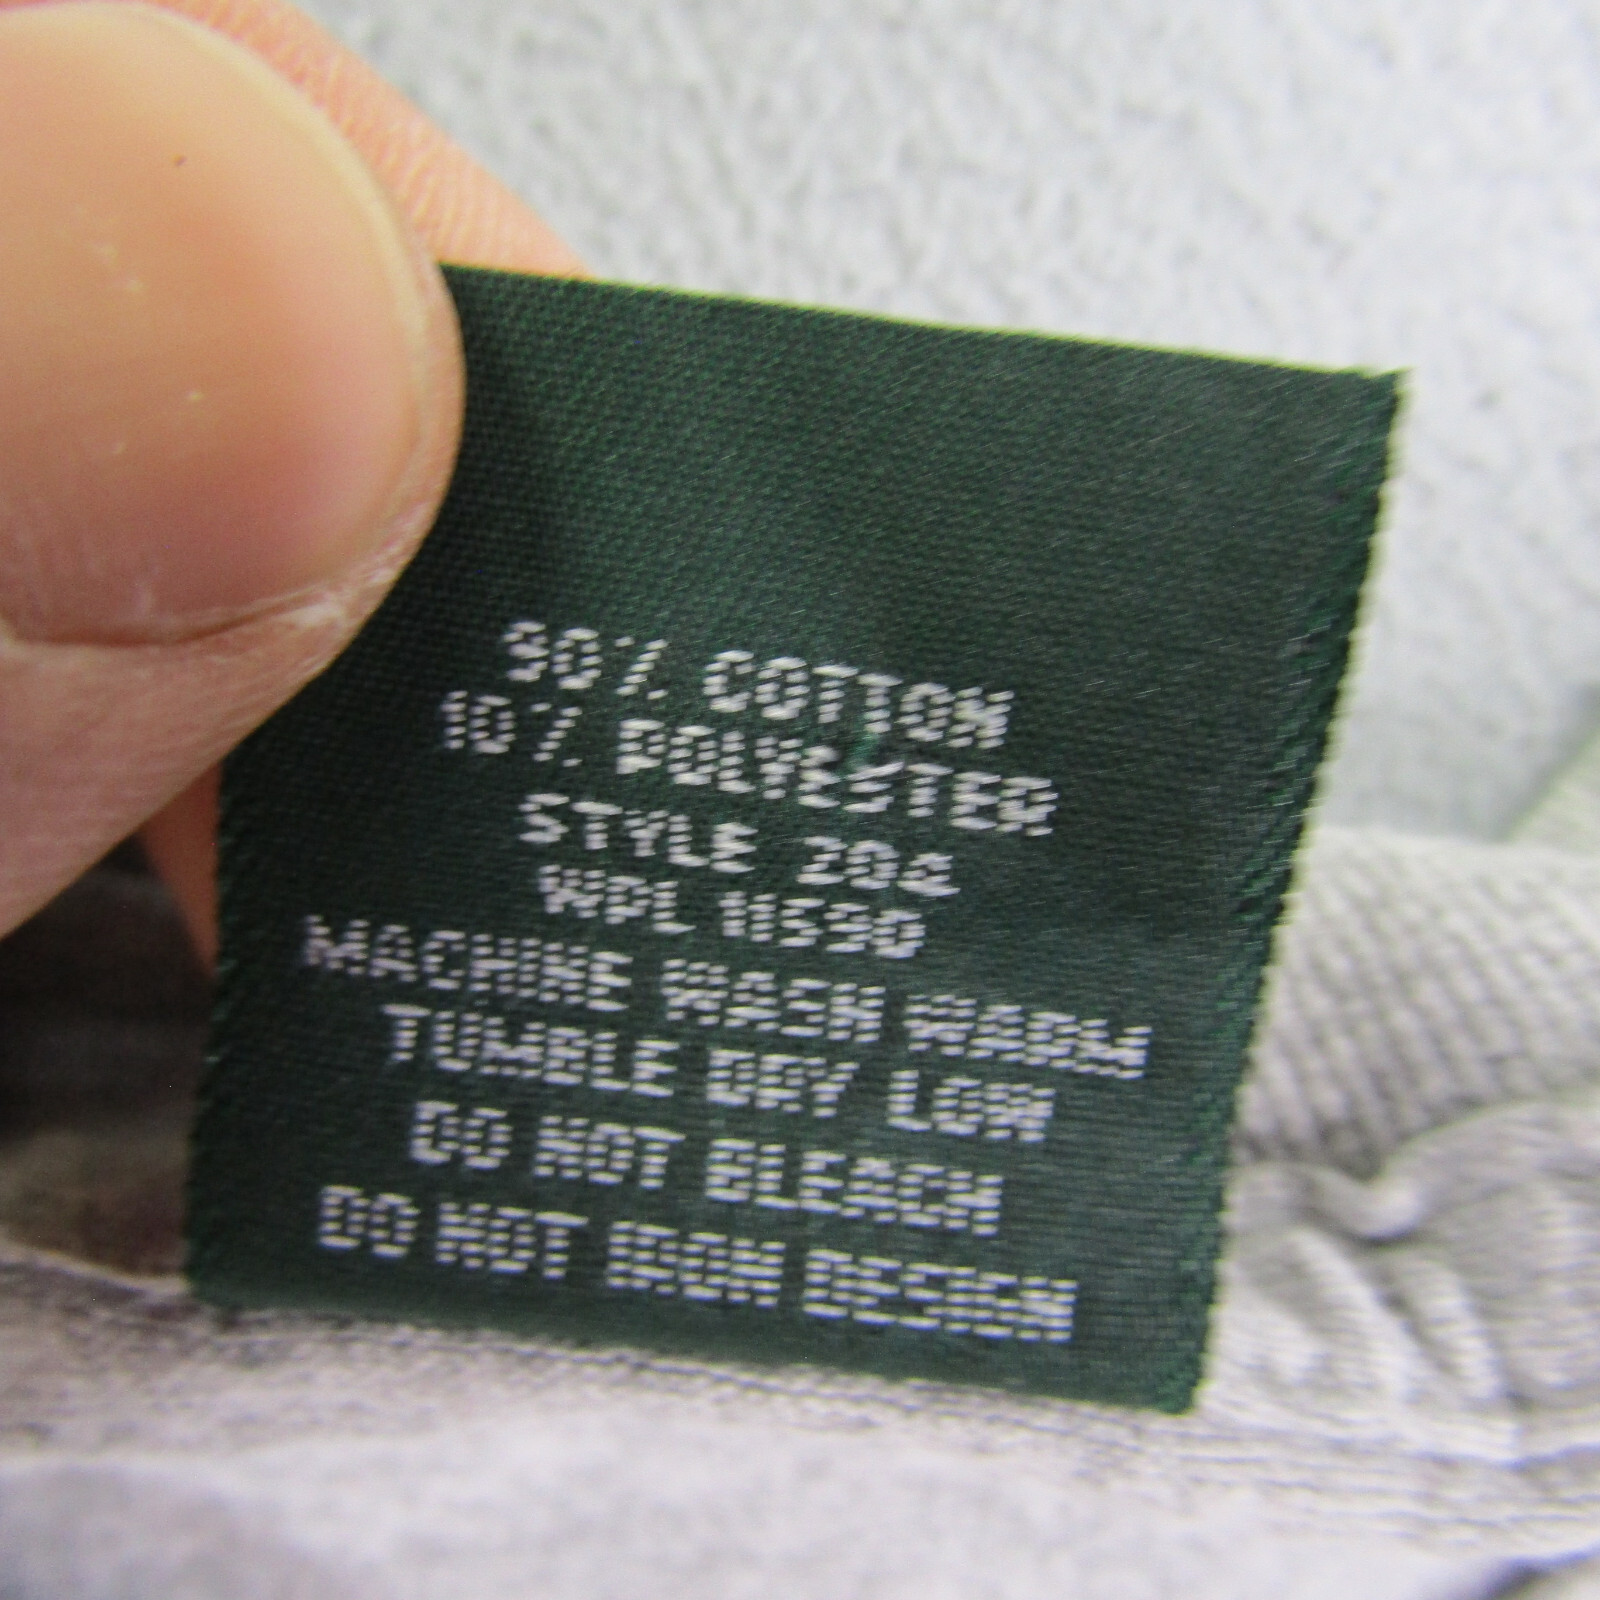 90% COTTON
10% POLYESTER
STYLE 204
WPL 11590
MACHINE WASH WARM
TUMBLE DRY LOW
DO NOT BLEACH
DO NOT IRON DESIGN